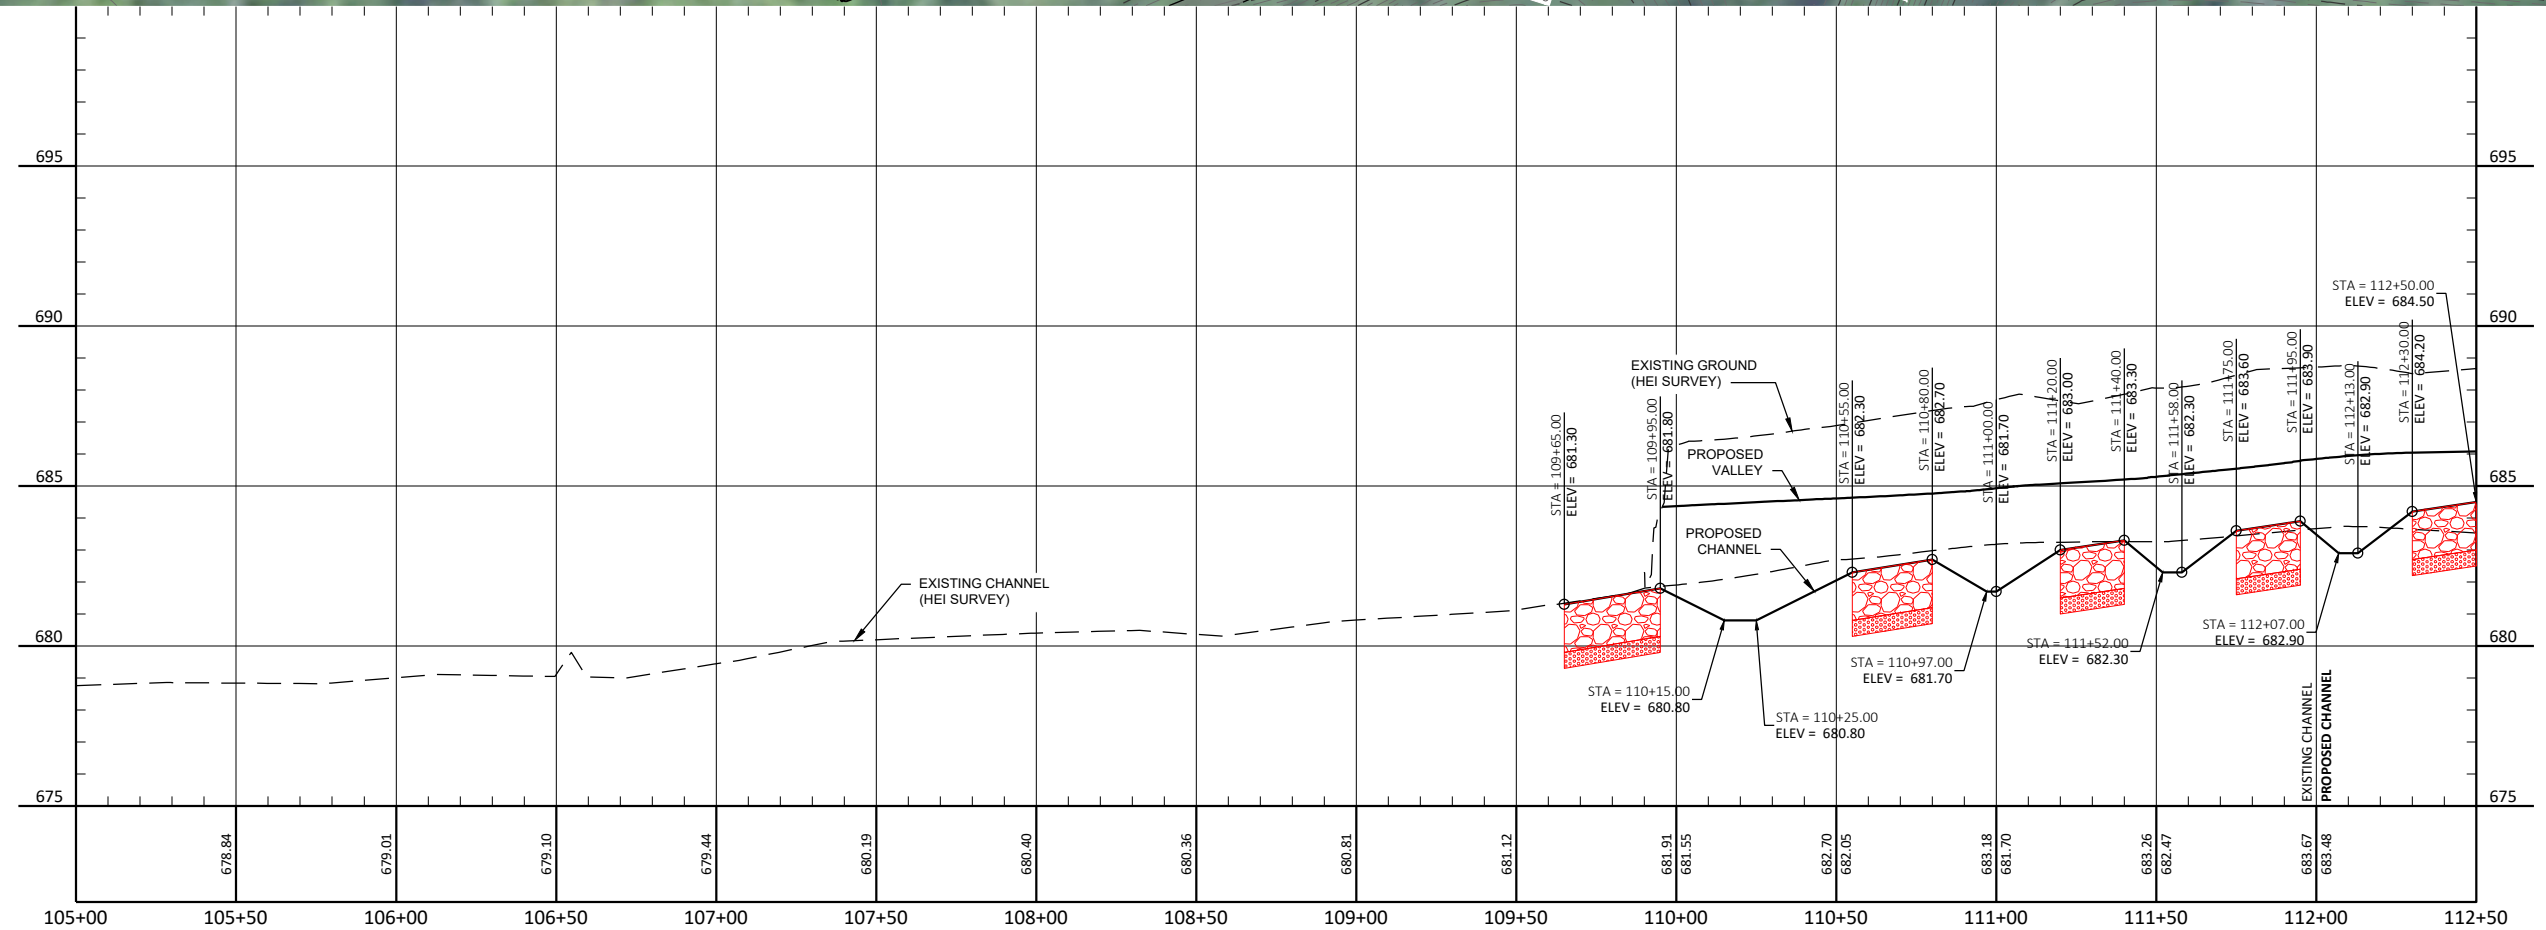 695
695
690
690
685
685
680
680
675
675
STA = 112+50.00
ELEV = 684.50
EXISTING GROUND
(HEI SURVEY)
PROPOSED
VALLEY
PROPOSED
CHANNEL
EXISTING CHANNEL
(HEI SURVEY)
STA = 109+65.00
ELEV = 681.30
STA = 109+95.00
ELEV = 681.80
STA = 110+55.00
ELEV = 682.30
STA = 110+80.00
ELEV = 682.70
STA = 111+00.00
ELEV = 681.70
STA = 111+20.00
ELEV = 683.00
STA = 111+40.00
ELEV = 683.30
STA = 111+58.00
ELEV = 682.30
STA = 111+75.00
ELEV = 683.60
STA = 111+95.00
ELEV = 683.90
STA = 112+13.00
ELEV = 682.90
STA = 112+30.00
ELEV = 684.20
STA = 110+15.00
ELEV = 680.80
STA = 110+25.00
ELEV = 680.80
STA = 110+97.00
ELEV = 681.70
STA = 111+52.00
ELEV = 682.30
STA = 112+07.00
ELEV = 682.90
EXISTING CHANNEL
PROPOSED CHANNEL
678.84
679.01
679.10
679.44
680.19
680.40
680.36
680.81
681.12
681.91
681.55
682.70
682.05
683.18
681.70
683.26
682.47
683.67
683.48
105+00
105+50
106+00
106+50
107+00
107+50
108+00
108+50
109+00
109+50
110+00
110+50
111+00
111+50
112+00
112+50